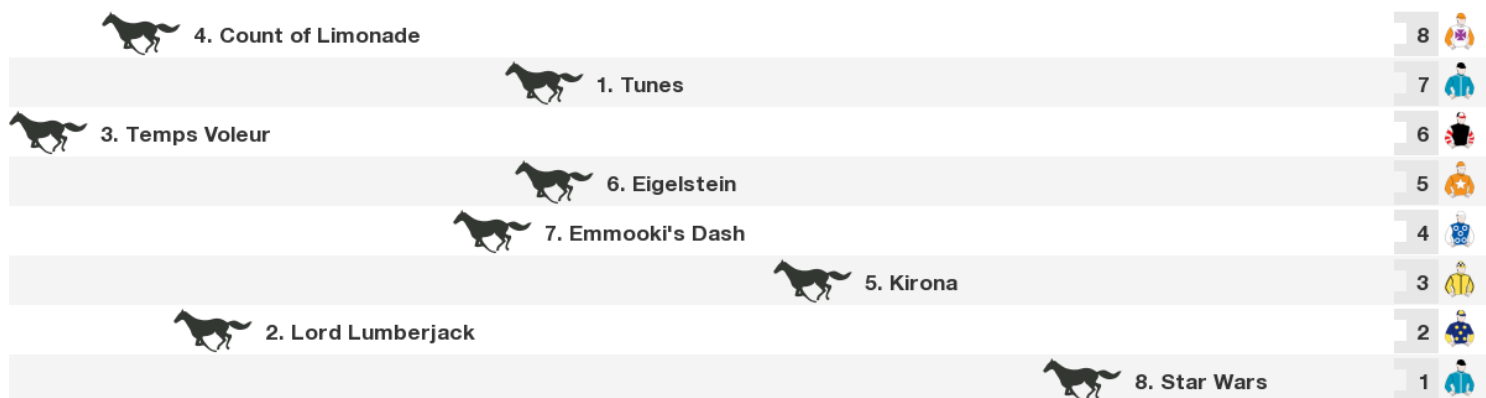 4. Count of Limonade 8
1. Tunes 7
3. Temps Voleur 6
6. Eigelstein 5
7. Emmooki's Dash 4
5. Kirona 3
2. Lord Lumberjack 2
8. Star Wars 1